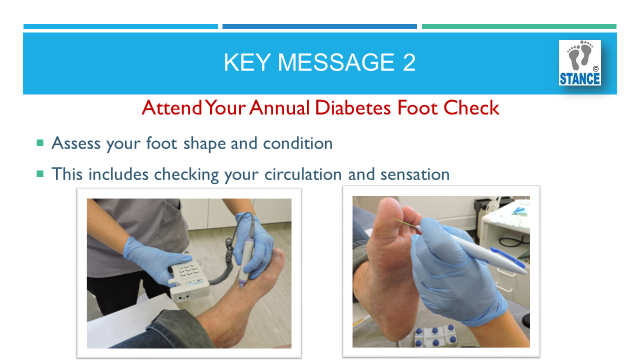 KEY MESSAGE 2
©
STANCE
Attend Your Annual Diabetes Foot Check
Assess your foot shape and condition
This includes checking your circulation and sensation